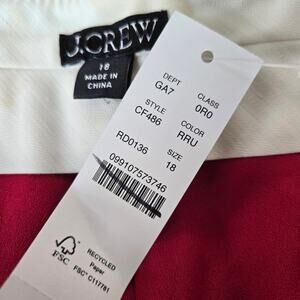 J.CREW
18
MADE IN
CHINA
DEPT CLASS
GA7 0R0
STYLE COLOR
CF486 RRU
RD0136 SIZE
18
099107573746
FSC
RECYCLED
Paper
FSC® C117781